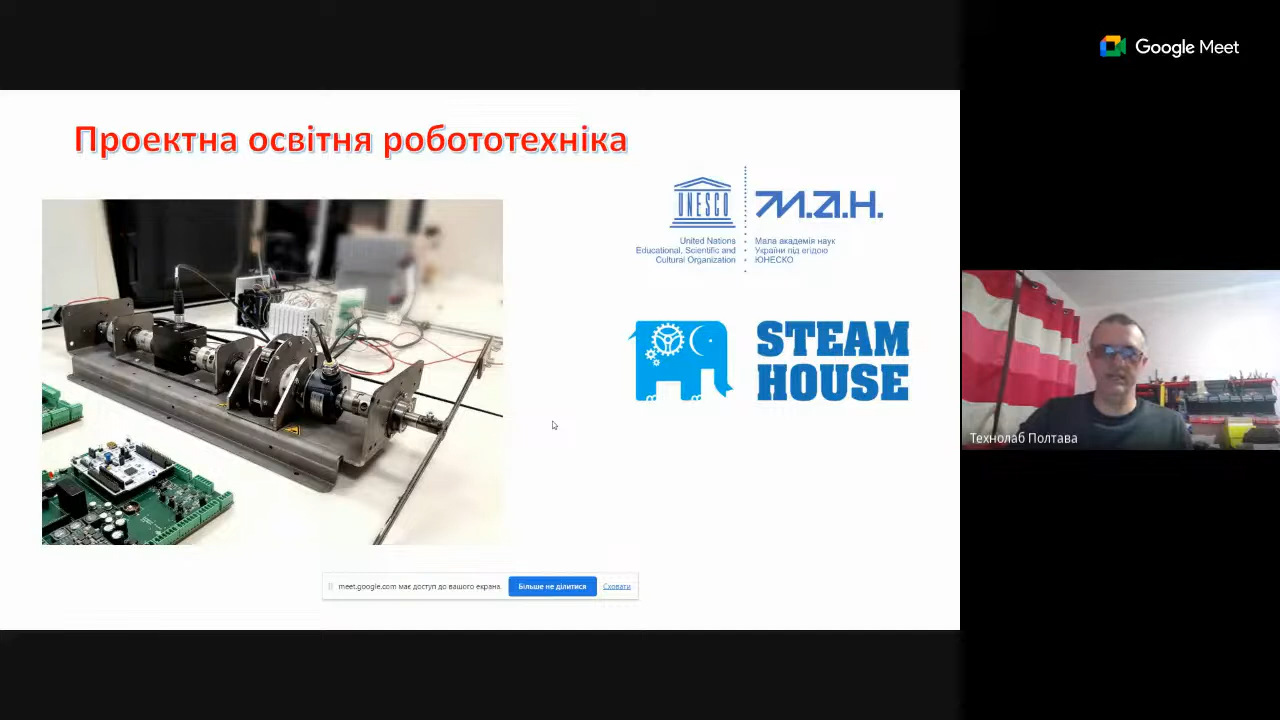 Google Meet
Проектна освітня робототехніка
UNESCO
М.А.Н.
United Nations
Educational, Scientific and
Cultural Organization
Мала академія наук
України під егідою
ЮНЕСКО
STEAM
HOUSE
Технолаб Полтава
meet.google.com має доступ до вашого екрана.
Більше не ділитися
Сховати